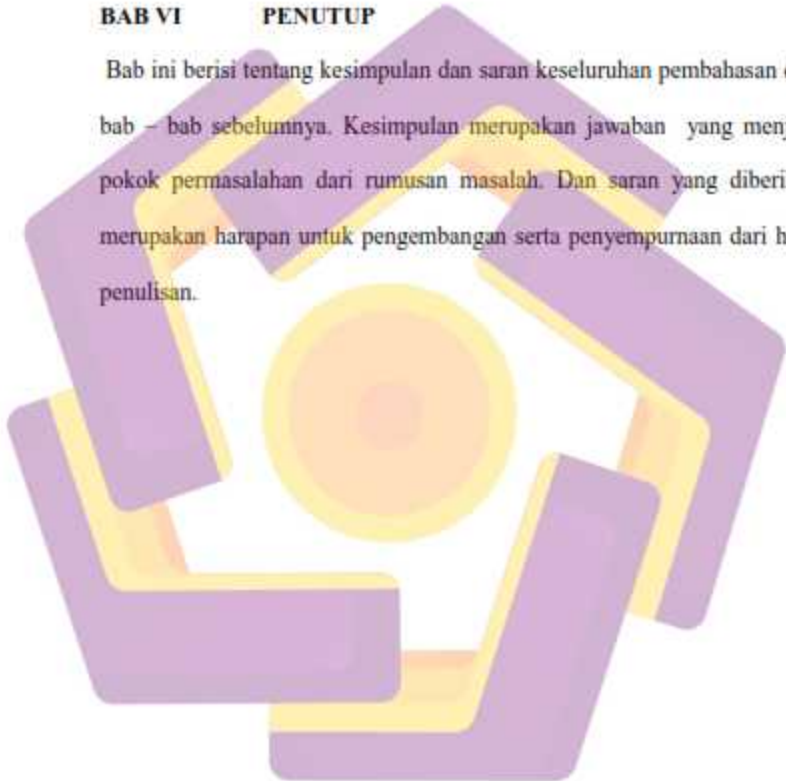 BAB VI PENUTUP
Bab ini berisi tentang kesimpulan dan saran keseluruhan pembahasan
bab – bab sebelumnya. Kesimpulan merupakan jawaban yang
pokok permasalahan dari rumusan masalah. Dan saran yang
merupakan harapan untuk pengembangan serta penyempurnaan dari
penulisan.